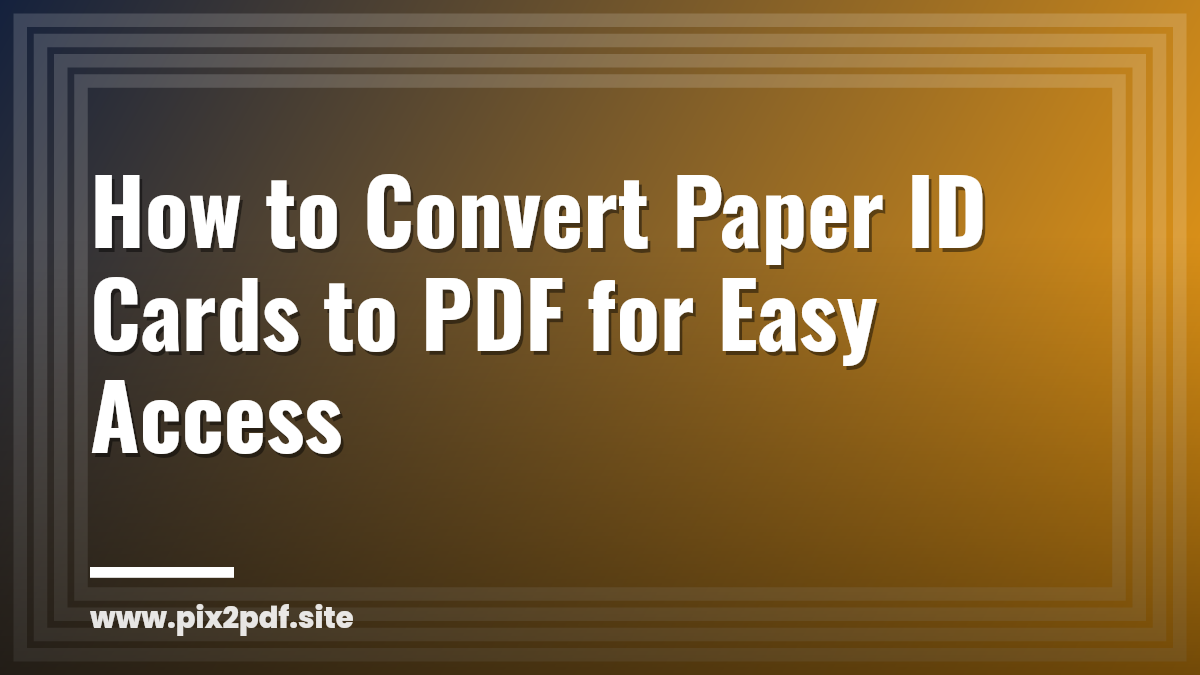 How to Convert Paper ID
Cards to PDF for Easy
Access
www.pix2pdf.site